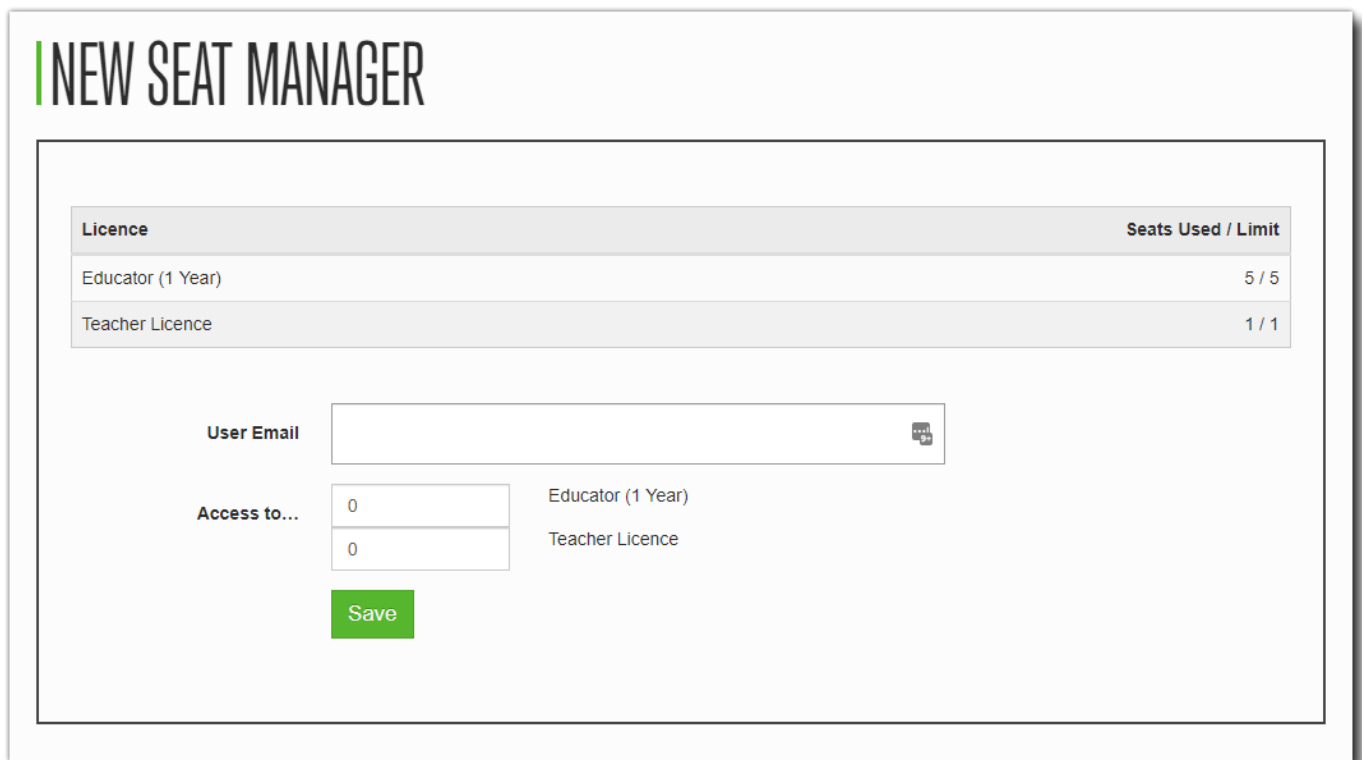 NEW SEAT MANAGER
Licence Seats Used / Limit
Educator (1 Year) 5 / 5
Teacher Licence 1 / 1
User Email
9+
Access to... 0 Educator (1 Year)
0 Teacher Licence
Save